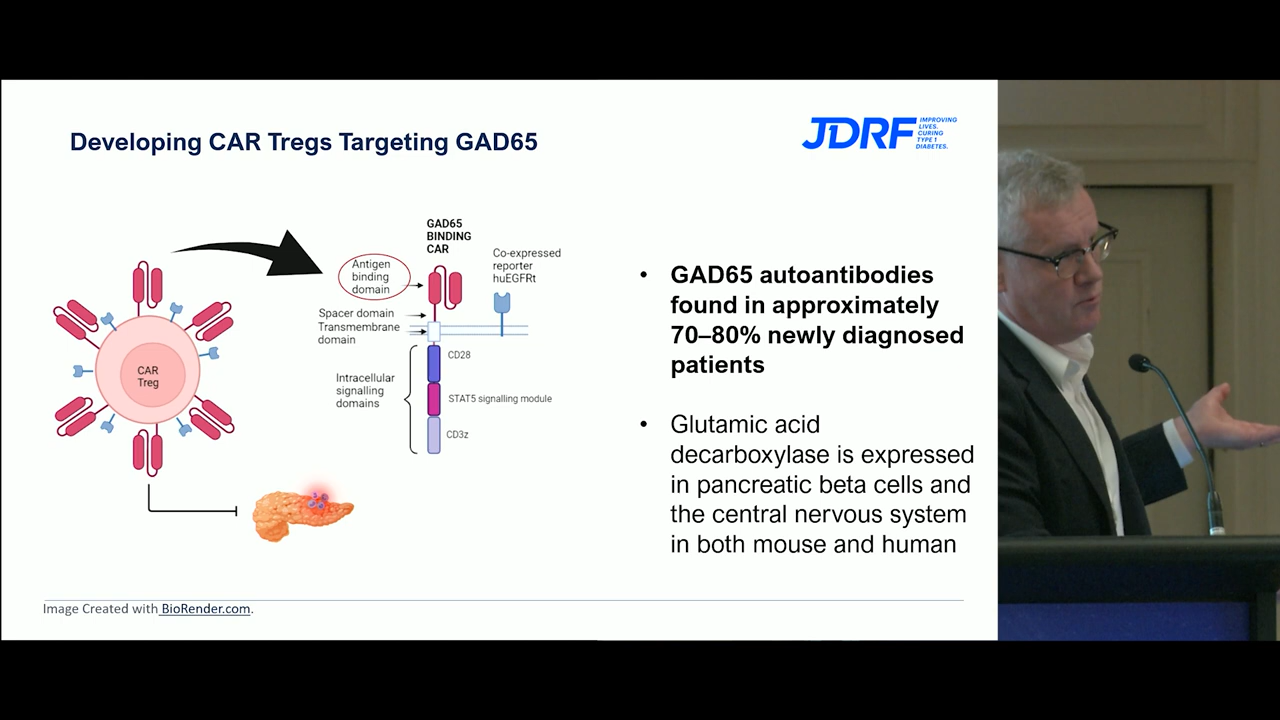 Developing CAR Tregs Targeting GAD65
JDRF
IMPROVING
LIVES.
CURING
TYPE 1
DIABETES.
GAD65
BINDING
CAR
Co-expressed
reporter
huEGFRt
Antigen
binding
domain
Spacer domain
Transmembrane
domain
CD28
Intracellular
signalling
domains
STAT5 signalling module
CD3z
CAR
Treg
• GAD65 autoantibodies
found in approximately
70–80% newly diagnosed
patients
• Glutamic acid
decarboxylase is expressed
in pancreatic beta cells and
the central nervous system
in both mouse and human
Image Created with BioRender.com.